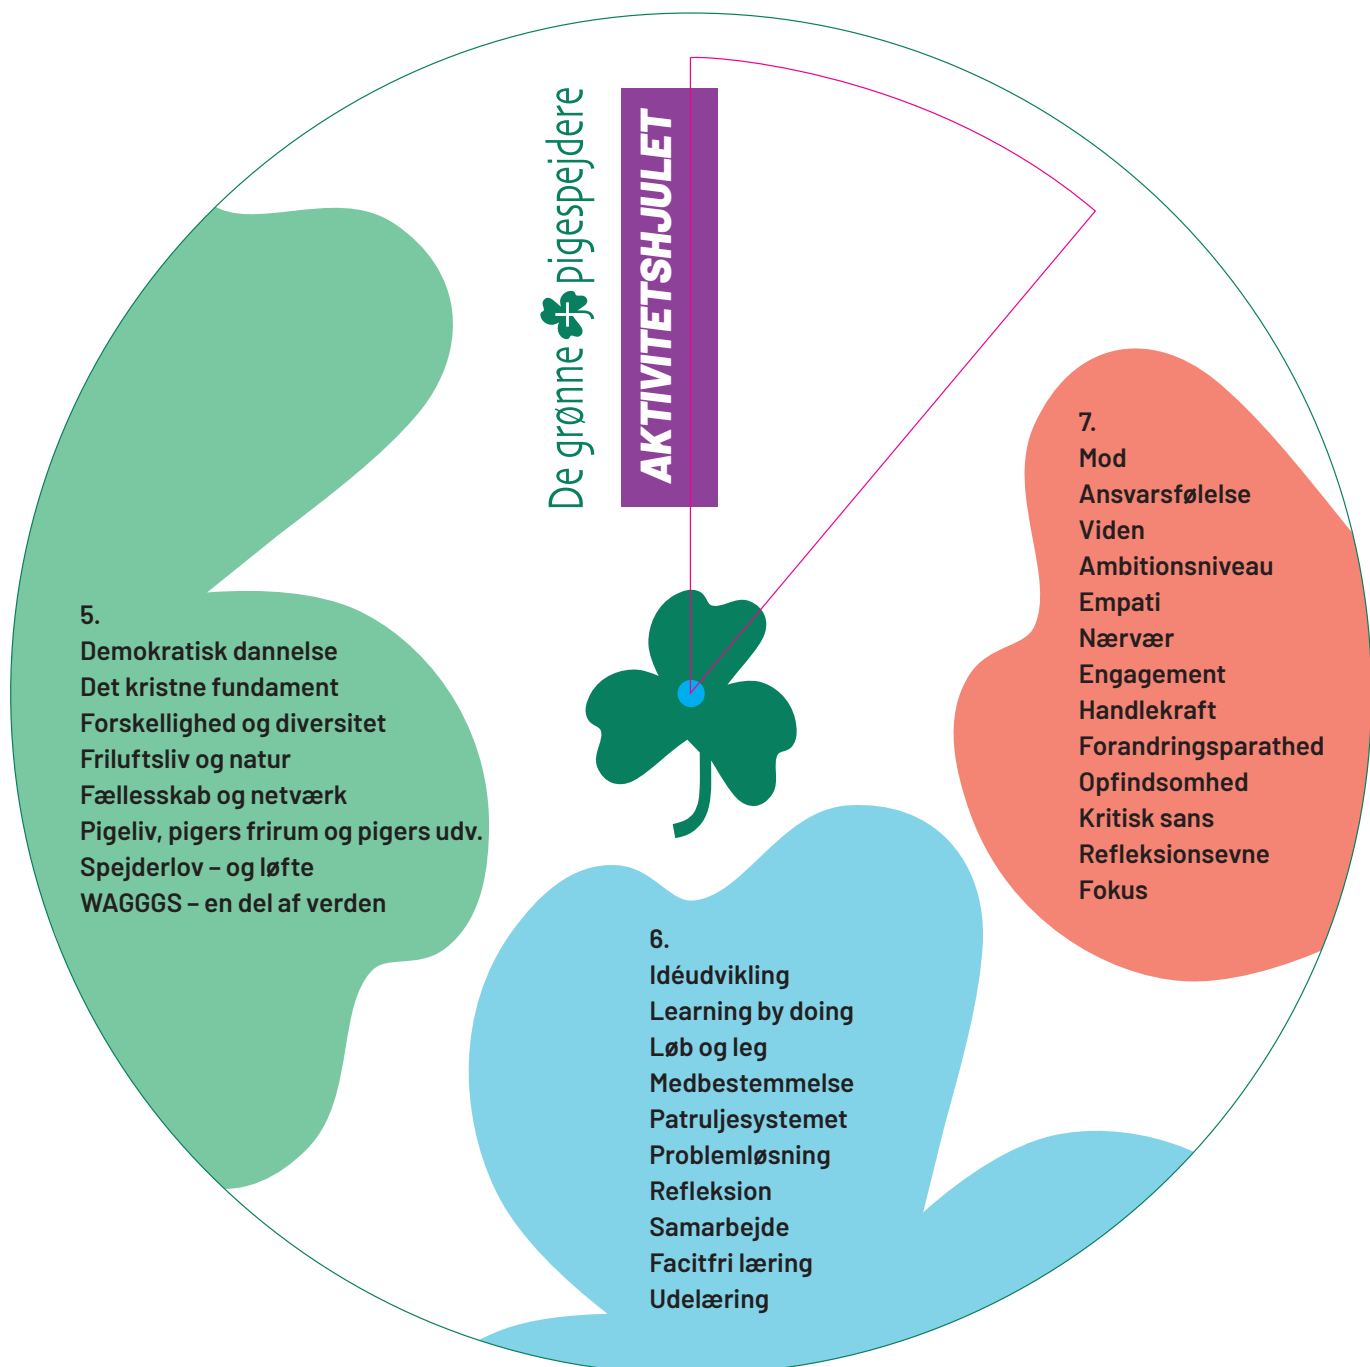 De grønne pigespejdere
AKTIVITETSHJULET
5.
Demokratisk dannelse
Det kristne fundament
Forskellighed og diversitet
Friluftsliv og natur
Fællesskab og netværk
Pigeliv, pigers frirum og pigers udv.
Spejderlov – og løfte
WAGGGS – en del af verden
6.
Idéudvikling
Learning by doing
Løb og leg
Medbestemmelse
Patruljesystemet
Problemløsning
Refleksion
Samarbejde
Facitfri læring
Udelæring
7.
Mod
Ansvarsfølelse
Viden
Ambitionsniveau
Empati
Nærvær
Engagement
Handlekraft
Forandringsparathed
Opfindsomhed
Kritisk sans
Refleksionsevne
Fokus